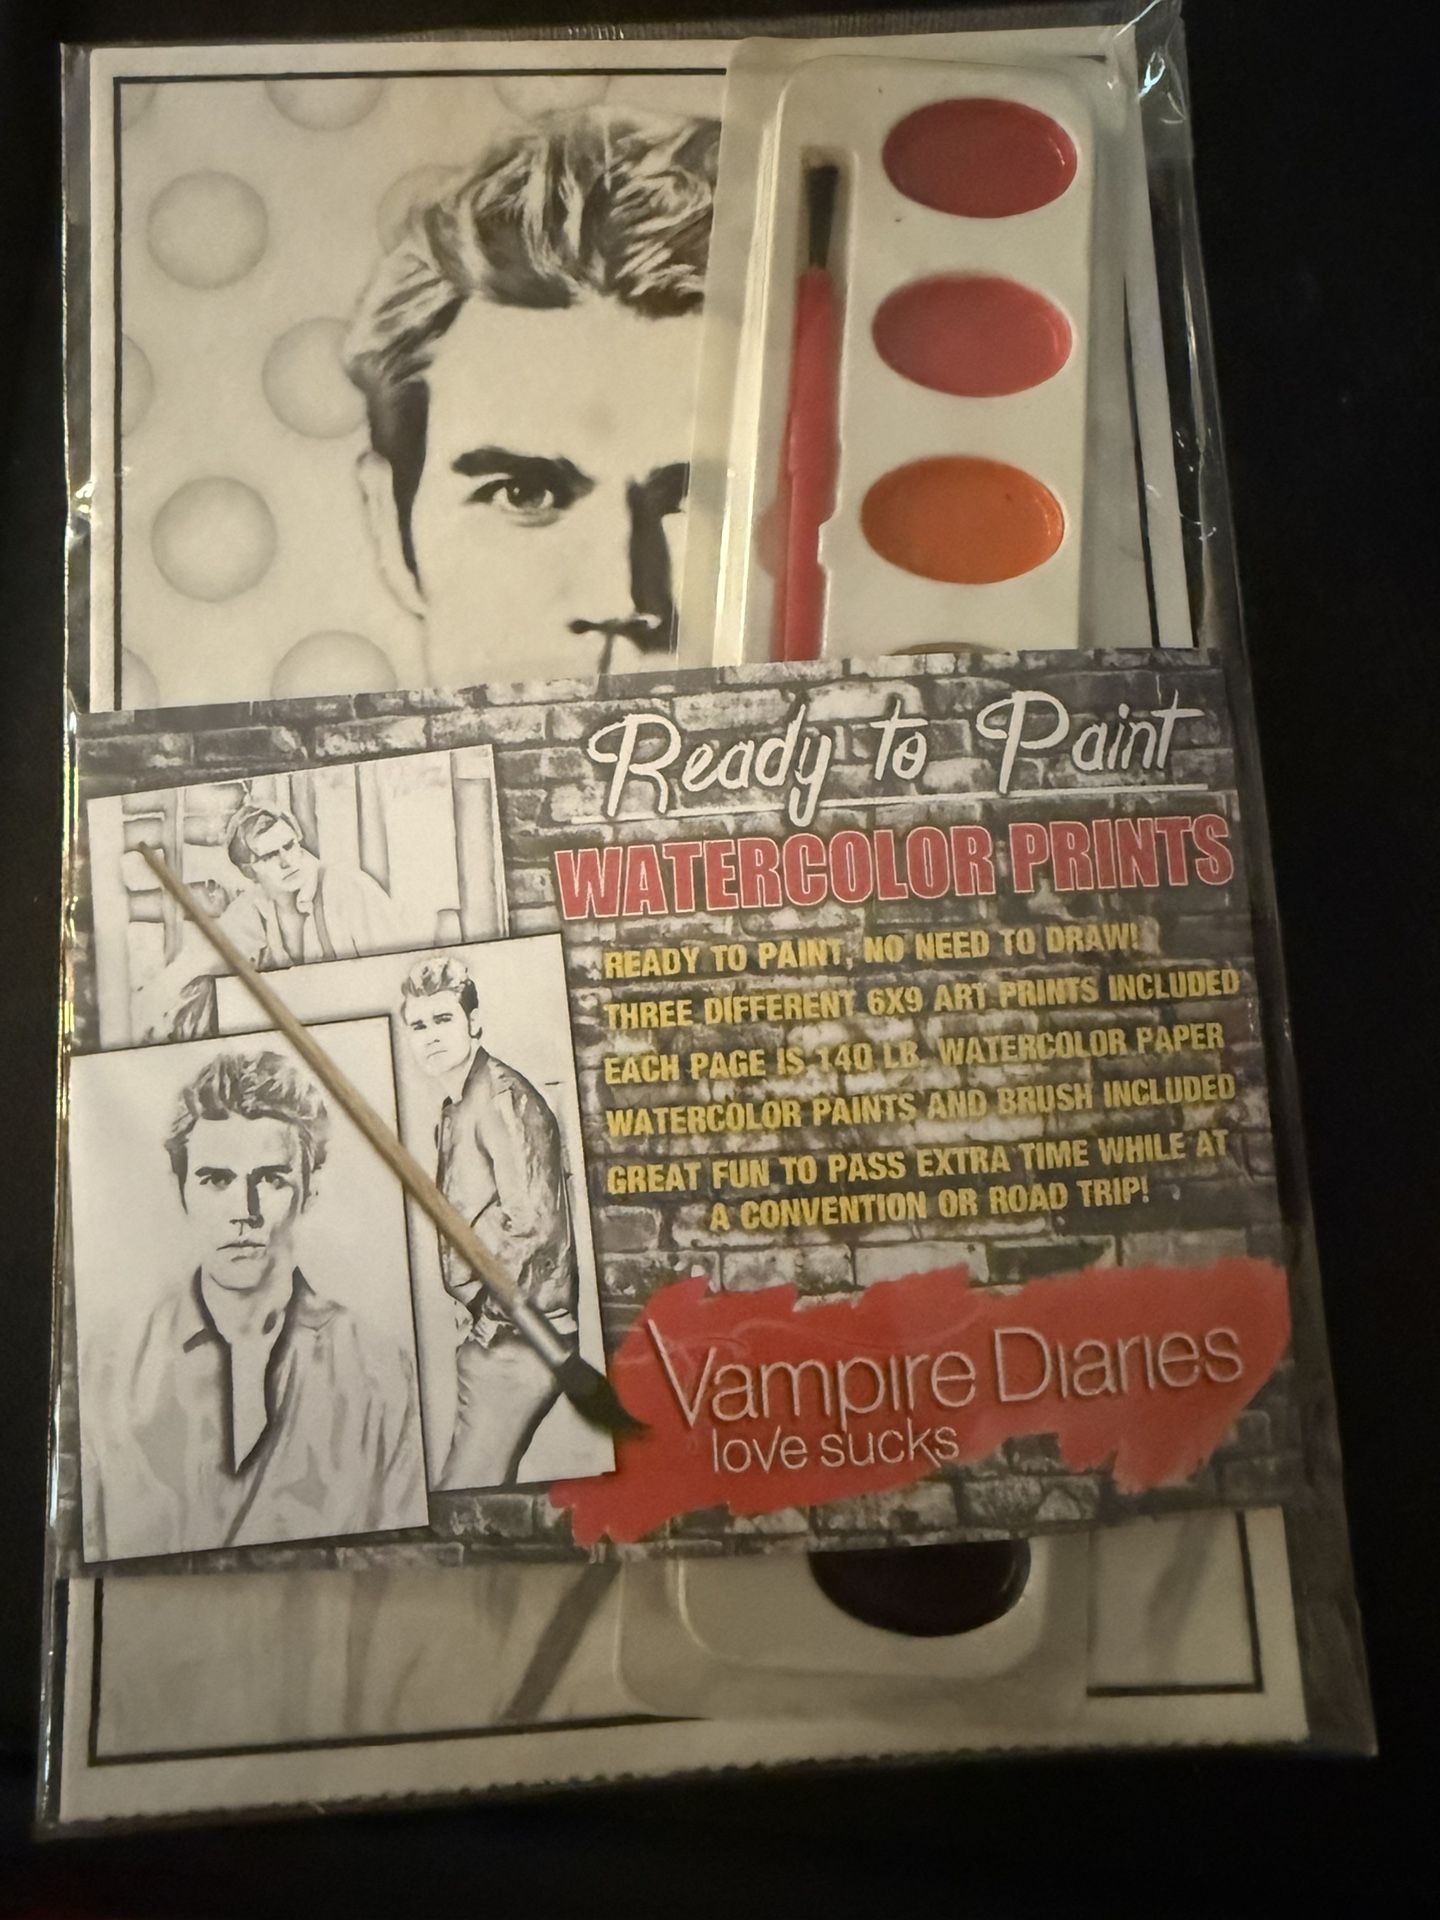 Ready to Paint
WATERCOLOR PRINTS
READY TO PAINT, NO NEED TO DRAW!
THREE DIFFERENT 6X9 ART PRINTS INCLUDED
EACH PAGE IS 140 LB. WATERCOLOR PAPER
WATERCOLOR PAINTS AND BRUSH INCLUDED
GREAT FUN TO PASS EXTRA TIME WHILE AT
A CONVENTION OR ROAD TRIP!
Vampire Diaries
love sucks